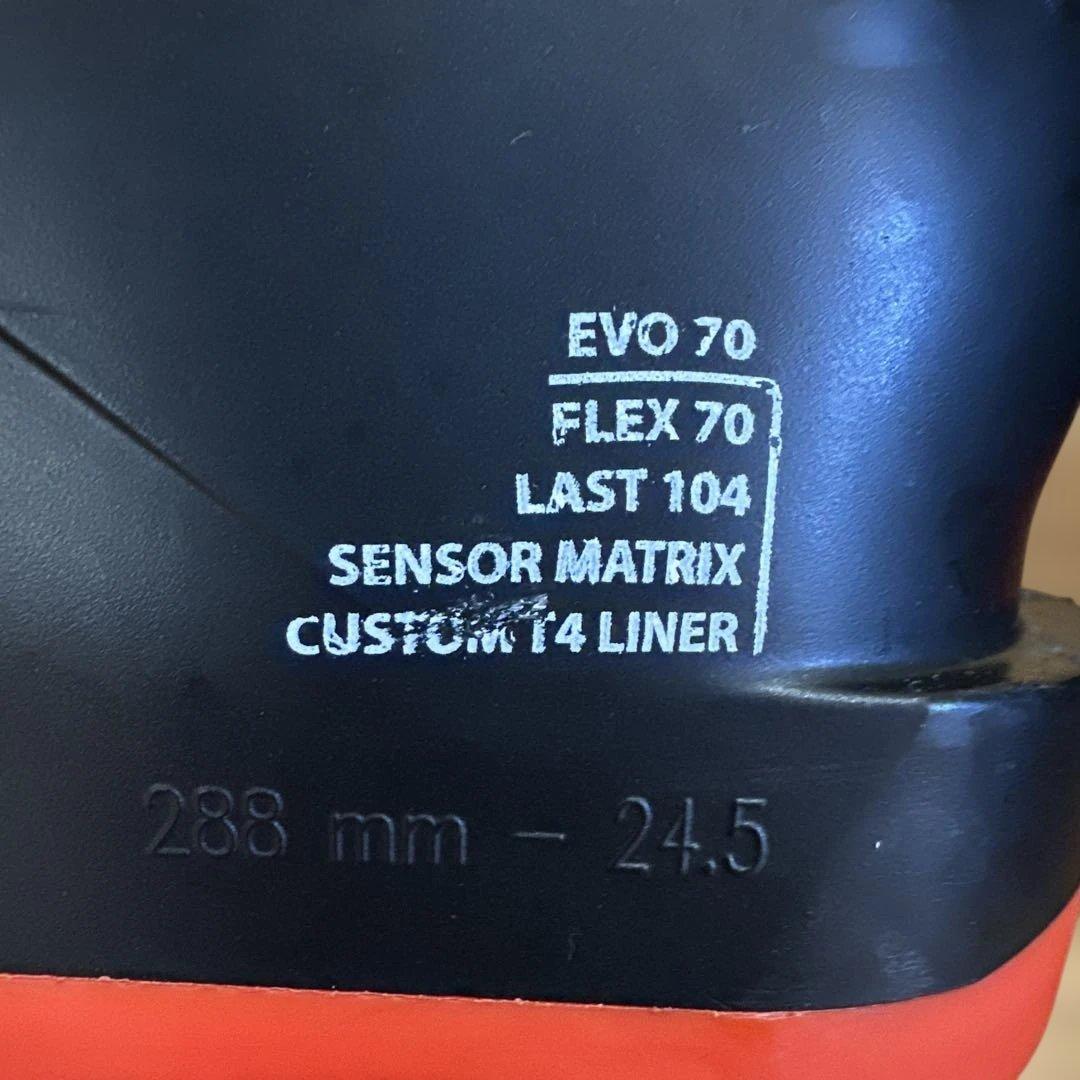 EVO 70
FLEX 70
LAST 104
SENSOR MATRIX
CUSTOM T4 LINER
288 mm - 24.5